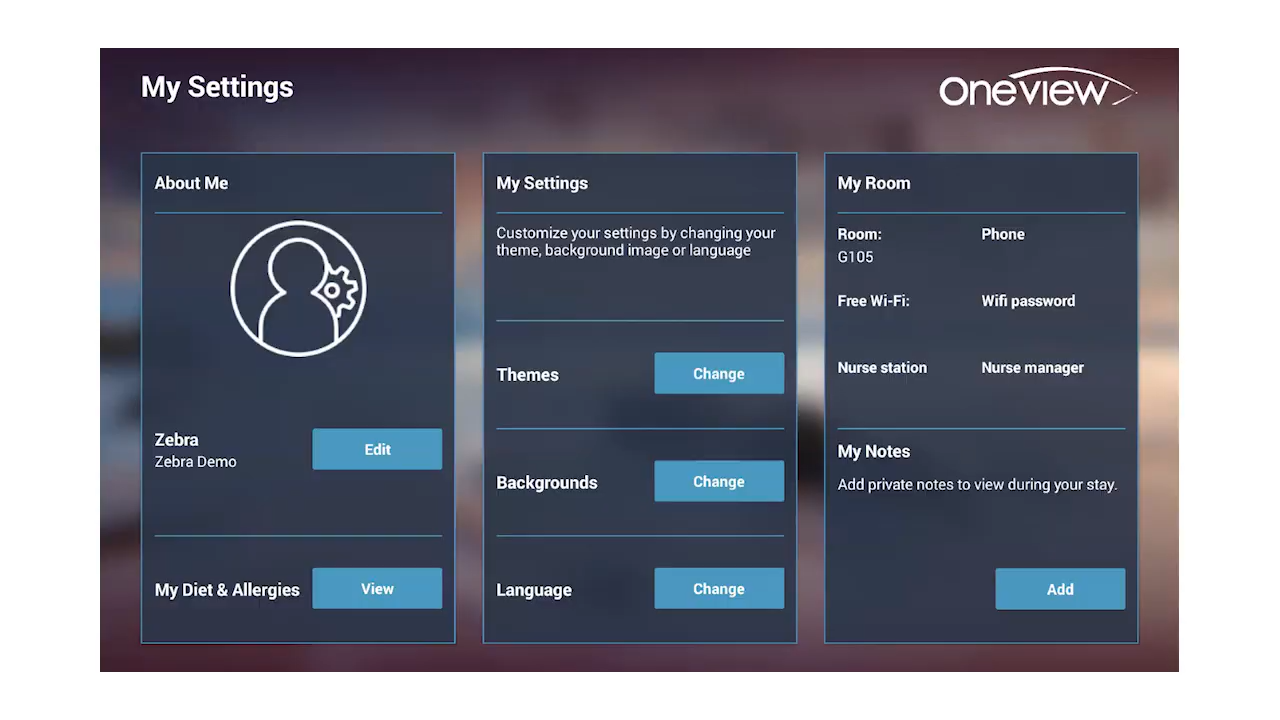 My Settings
Oneview
About Me
Zebra
Zebra Demo
Edit
My Diet & Allergies
View
My Settings
Customize your settings by changing your
theme, background image or language
Themes
Change
Backgrounds
Change
Language
Change
My Room
Room:
Phone
G105
Free Wi-Fi:
Wifi password
Nurse station
Nurse manager
My Notes
Add private notes to view during your stay.
Add